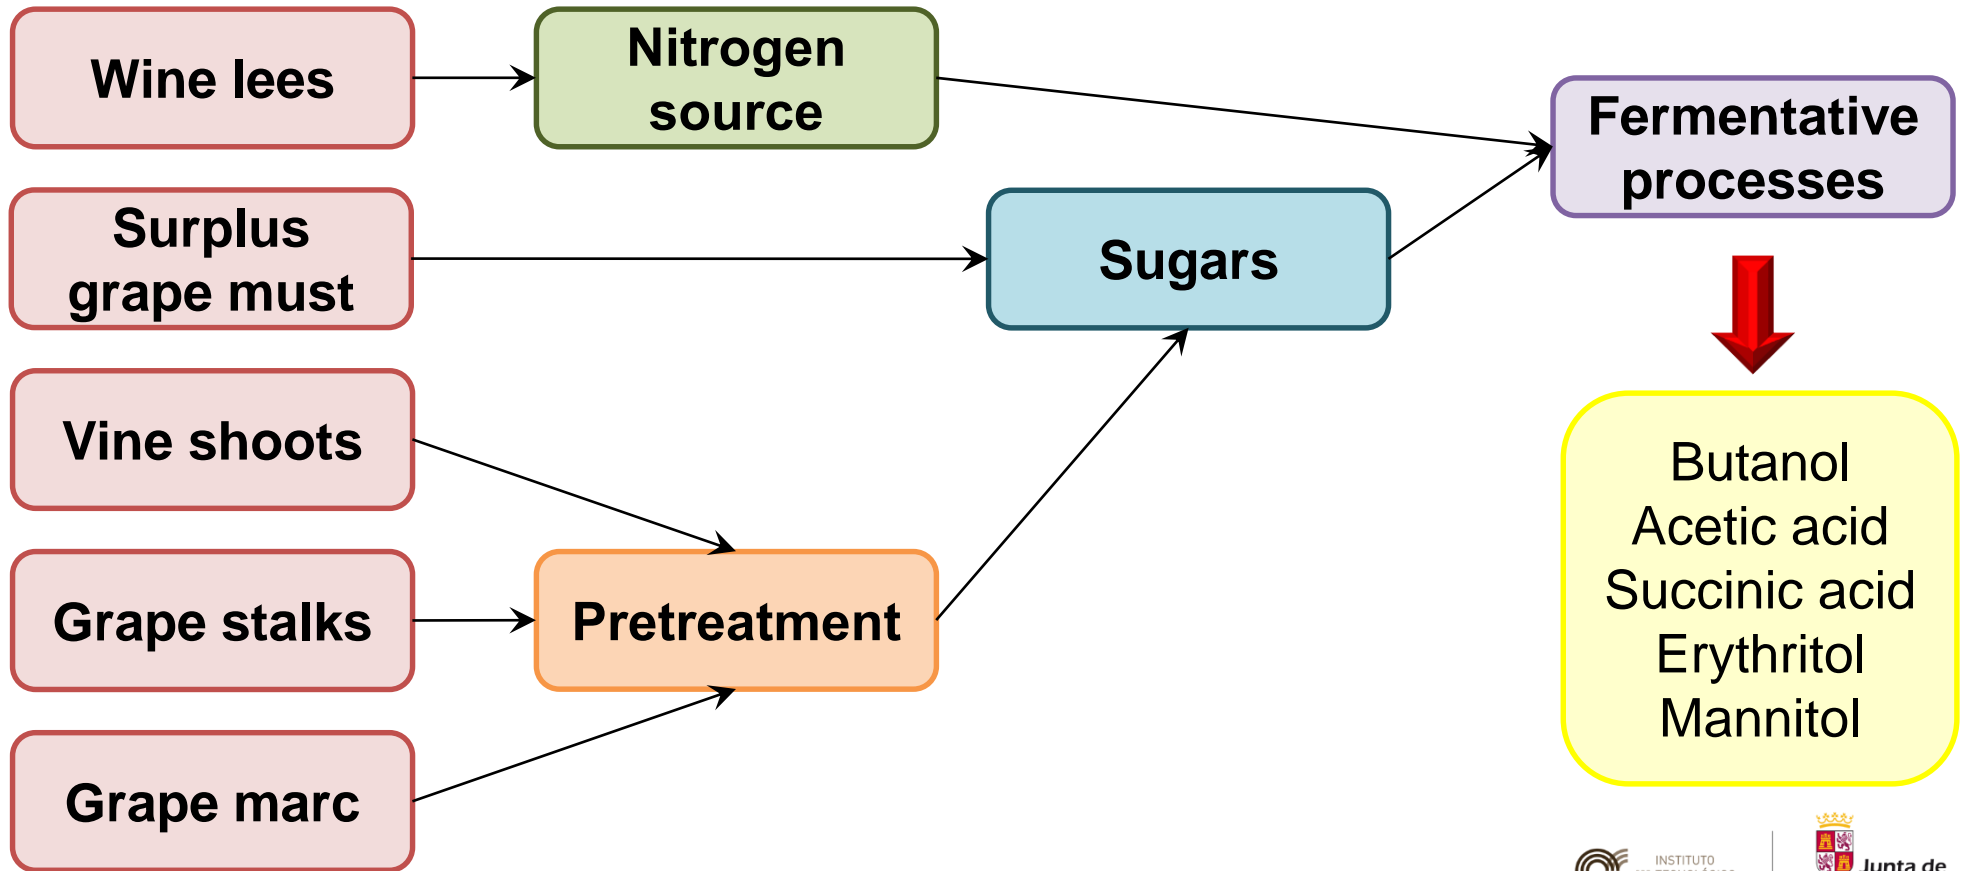 Wine lees
Nitrogen
source
Fermentative
processes
Surplus
grape must
Sugars
Vine shoots
Grape stalks
Pretreatment
Grape marc
Butanol
Acetic acid
Succinic acid
Erythritol
Mannitol
INSTITUTO
Junta de